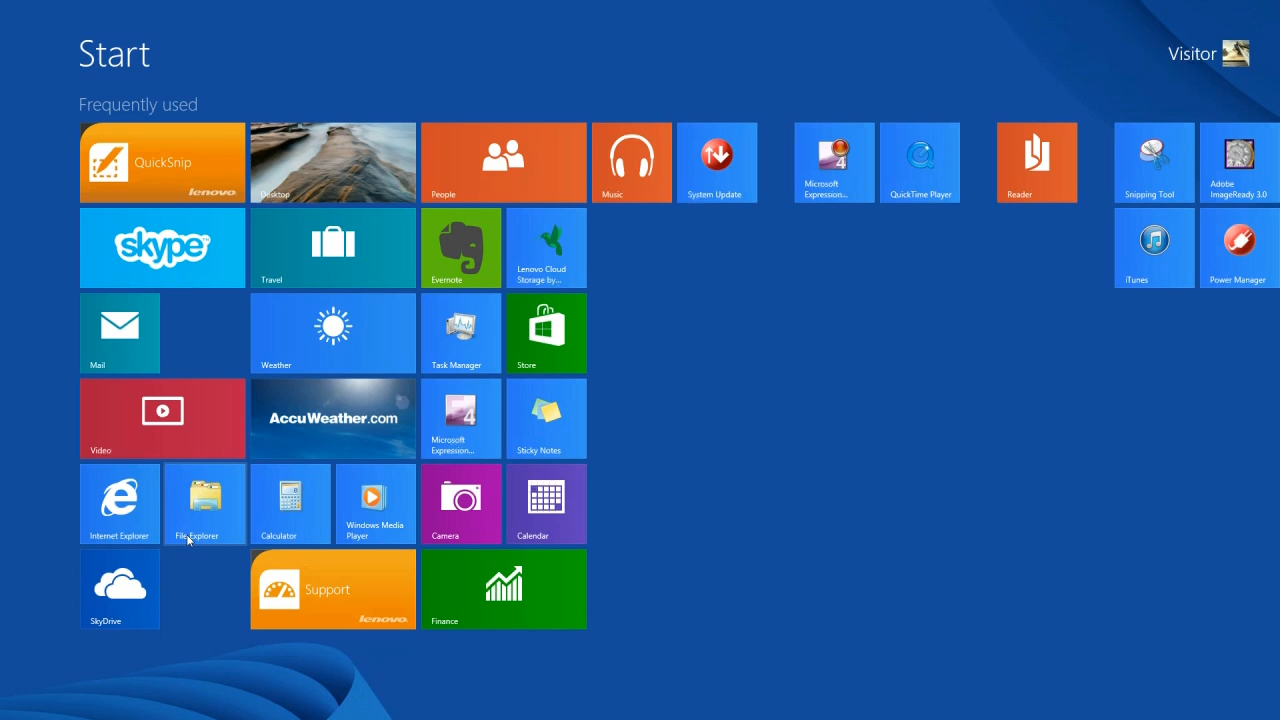 Start
Visitor
Frequently used
QuickSnip
lenovo
Desktop
People
Music
System Update
Microsoft
Expression...
4
QuickTime Player
Reader
Snipping Tool
Adobe
ImageReady 3.0
skype™
Travel
Evernote
Lenovo Cloud
Storage by...
iTunes
Power Manager
Mail
Weather
Task Manager
Store
Video
AccuWeather.com
4
Microsoft
Expression...
Sticky Notes
Internet Explorer
File Explorer
Calculator
Windows Media
Player
Camera
Calendar
SkyDrive
Support
lenovo
Finance